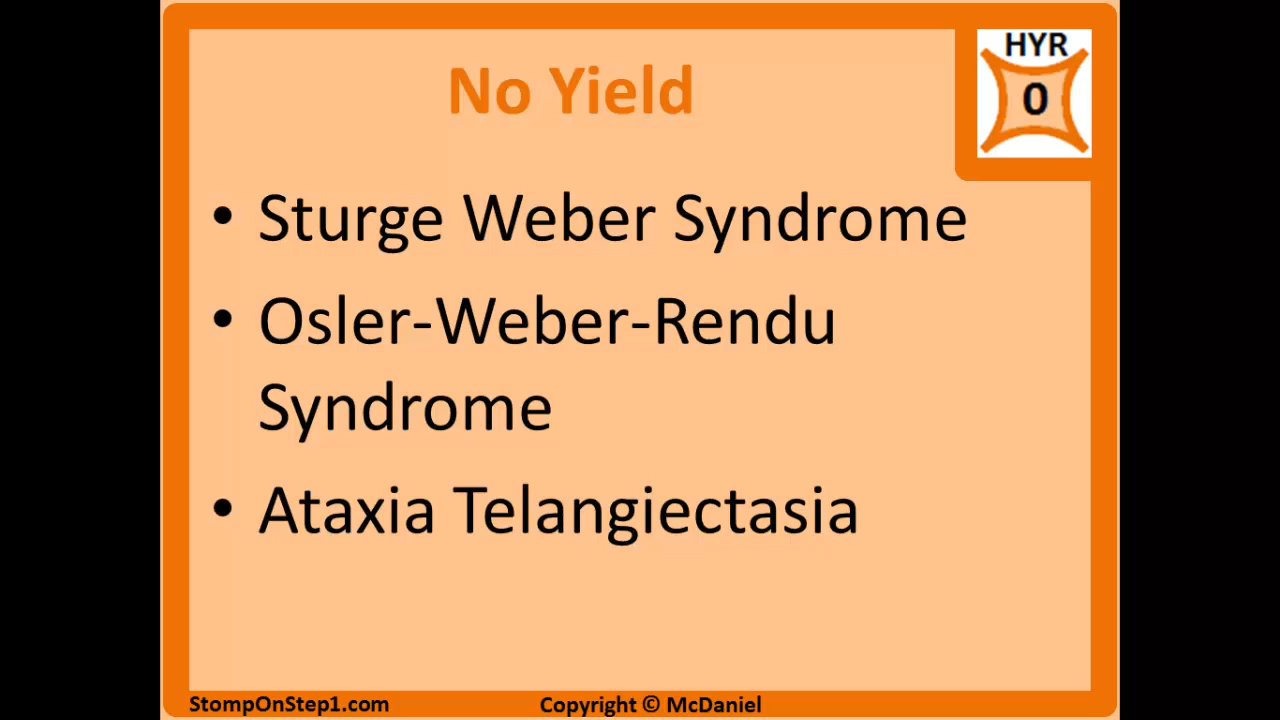 HYR
No Yield
0
• Sturge Weber Syndrome
• Osler-Weber-Rendu
Syndrome
• Ataxia Telangiectasia
StompOnStep1.com
Copyright © McDaniel